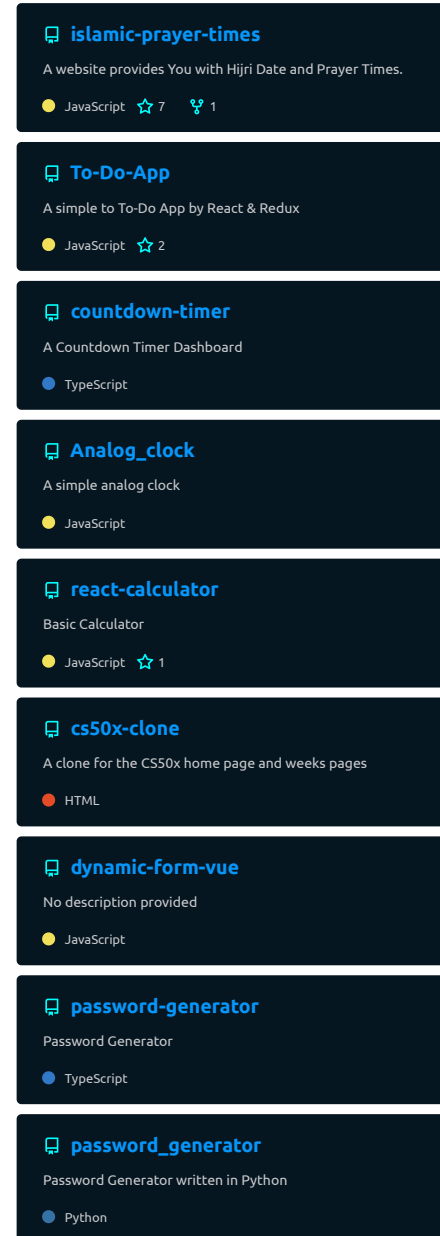 islamic-prayer-times
A website provides You with Hijri Date and Prayer Times.
JavaScript 7 1
To-Do-App
A simple to To-Do App by React & Redux
JavaScript 2
countdown-timer
A Countdown Timer Dashboard
TypeScript
Analog_clock
A simple analog clock
JavaScript
react-calculator
Basic Calculator
JavaScript 1
cs50x-clone
A clone for the CS50x home page and weeks pages
HTML
dynamic-form-vue
No description provided
JavaScript
password-generator
Password Generator
TypeScript
password_generator
Password Generator written in Python
Python